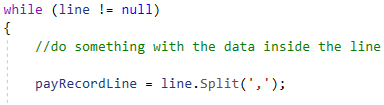 while (line != null)
{
//do something with the data inside the line
payRecordLine = line.Split(',');